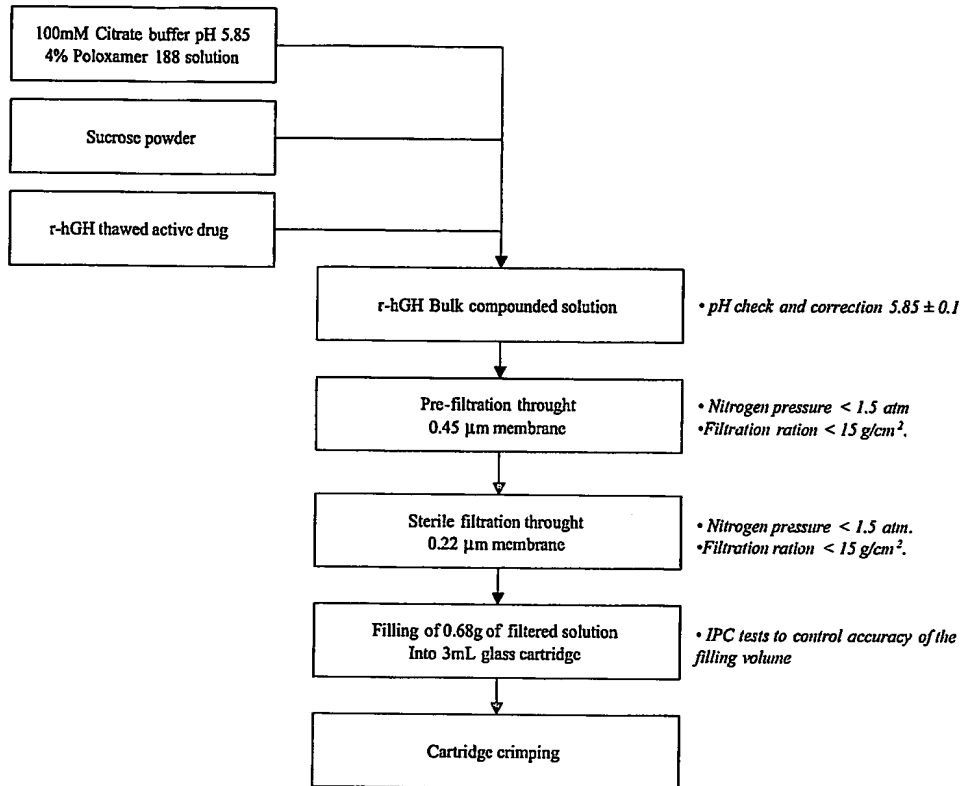 100mM Citrate buffer pH 5.85
4% Poloxamer 188 solution
Sucrose powder
r-hGH thawed active drug
r-hGH Bulk compounded solution
• pH check and correction 5.85 ± 0.1
Pre-filtration throught
0.45 µm membrane
• Nitrogen pressure < 1.5 atm
•Filtration ration < 15 g/cm².
Sterile filtration throught
0.22 µm membrane
• Nitrogen pressure < 1.5 atm.
•Filtration ration < 15 g/cm².
Filling of 0.68g of filtered solution
Into 3mL glass cartridge
• IPC tests to control accuracy of the
filling volume
Cartridge crimping